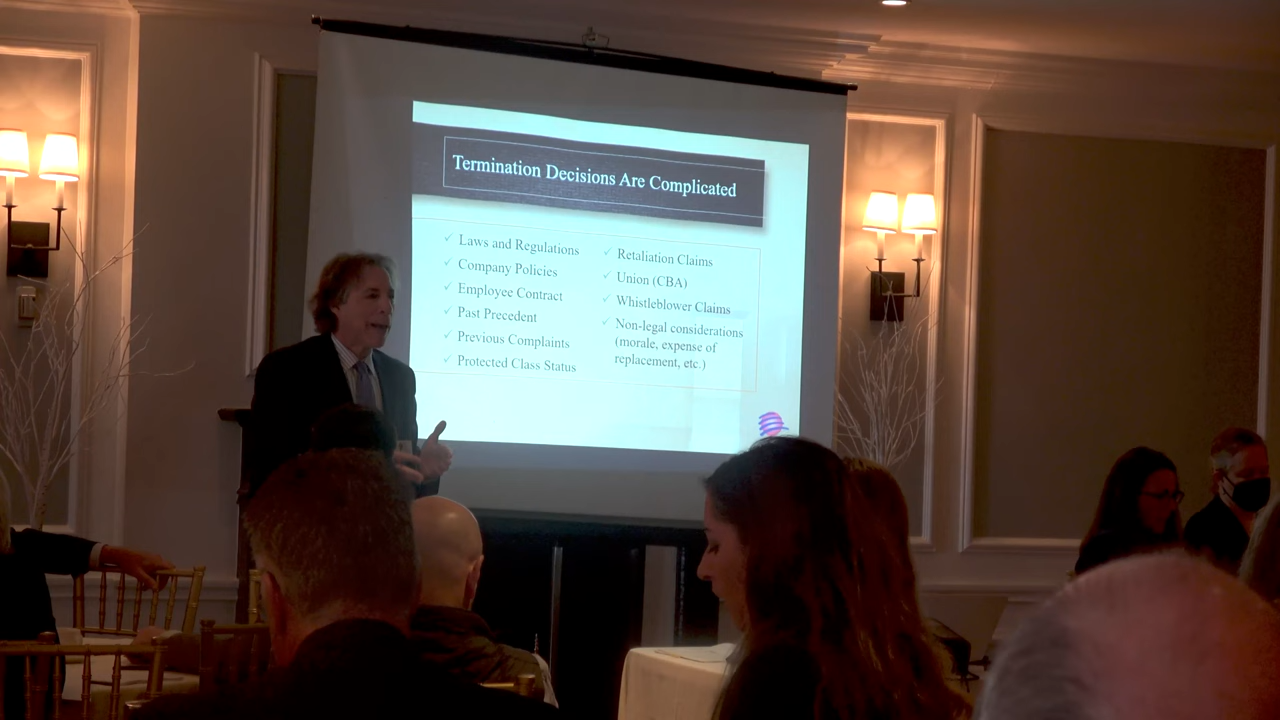 Termination Decisions Are Complicated
✓ Laws and Regulations
✓ Company Policies
✓ Employee Contract
✓ Past Precedent
✓ Previous Complaints
✓ Protected Class Status
✓ Retaliation Claims
✓ Union (CBA)
✓ Whistleblower Claims
✓ Non-legal considerations
(morale, expense of
replacement, etc.)